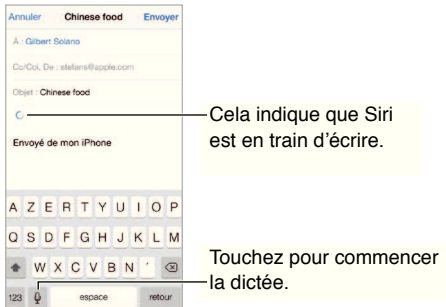 Annuler Chinese food Envoyer
À : Gilbert Solano
Cc/Cci, De : stefans@apple.com
Objet : Chinese food
Cela indique que Siri
est en train d'écrire.
Envoyé de mon iPhone
A Z E R T Y U I O P
Q S D F G H J K L M
W X C V B N ´
Touchez pour commencer
la dictée.
123 espace retour